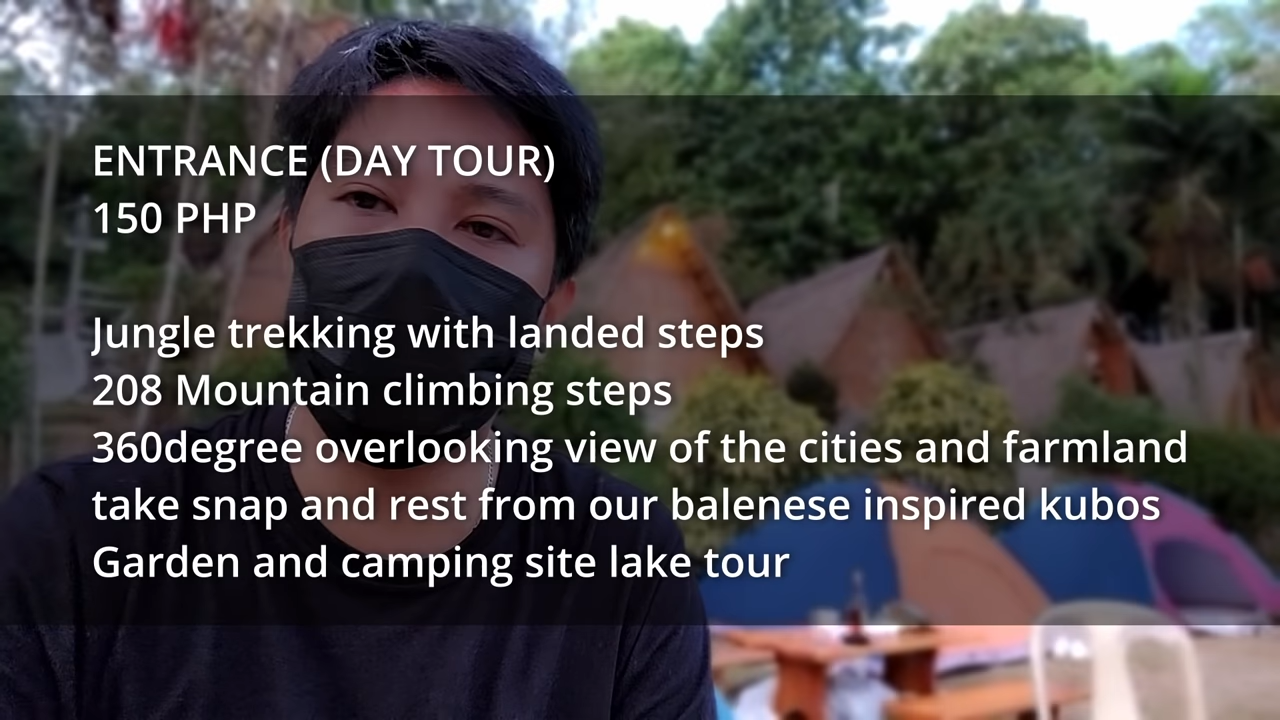 ENTRANCE (DAY TOUR)
150 PHP
Jungle trekking with landed steps
208 Mountain climbing steps
360degree overlooking view of the cities and farmland
take snap and rest from our balenese inspired kubos
Garden and camping site lake tour